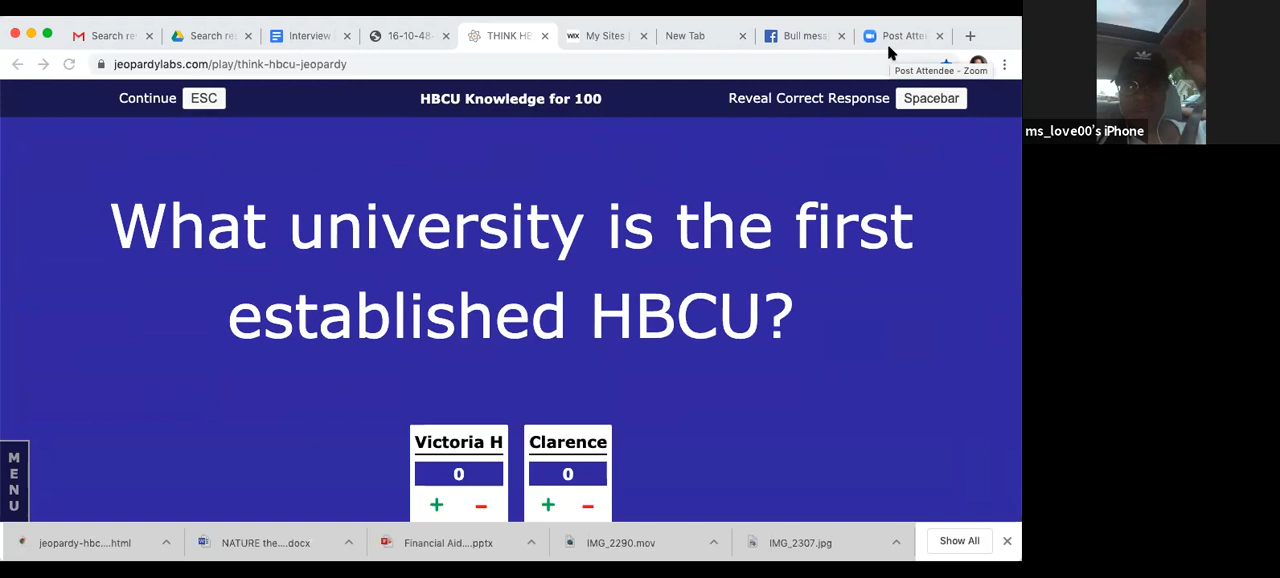 Search re
Search re
Interview
16-10-48-
THINK HB
WIX My Sites
New Tab
Bull mess
Post Atte
jeopardylabs.com/play/think-hbcu-jeopardy
Post Attendee - Zoom
Continue ESC
HBCU Knowledge for 100
Reveal Correct Response Spacebar
ms_love00's iPhone
What university is the first
established HBCU?
Victoria H
Clarence
0
0
+ −
+ −
MENU
jeopardy-hbc....html
NATURE the....docx
Financial Aid....pptx
IMG_2290.mov
IMG_2307.jpg
Show All